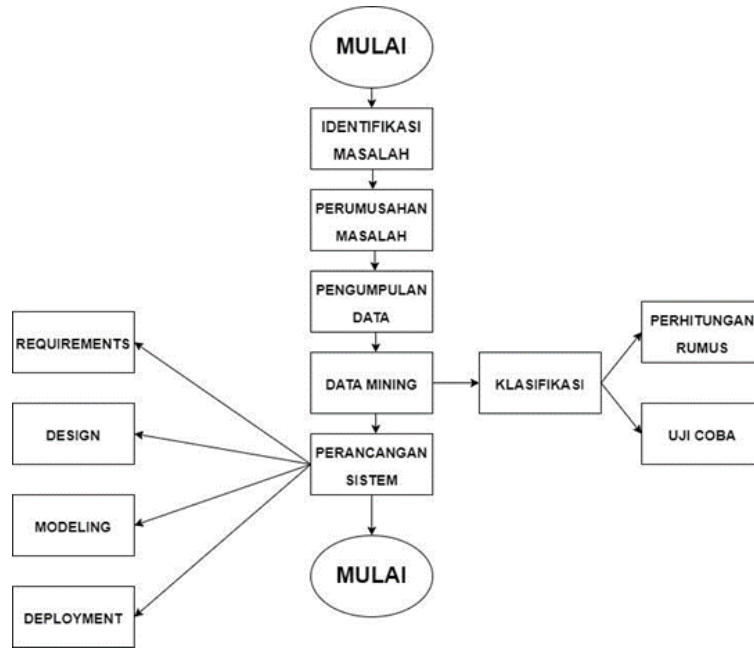 MULAI
IDENTIFIKASI
MASALAH
PERUMUSAHAN
MASALAH
PENGUMPULAN
DATA
DATA MINING
KLASIFIKASI
PERHITUNGAN
RUMUS
UJI COBA
PERANCANGAN
SISTEM
REQUIREMENTS
DESIGN
MODELING
DEPLOYMENT
MULAI